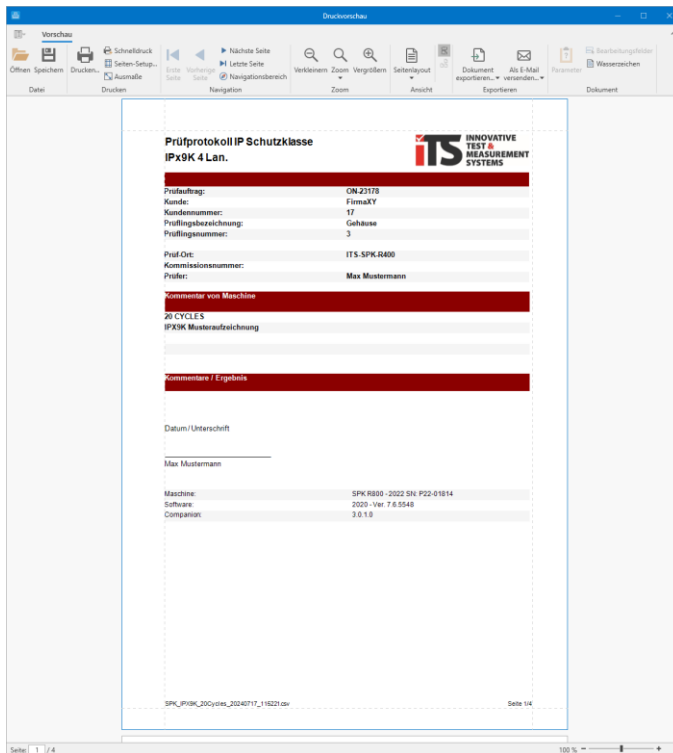 Druckvorschau
Vorschau
Öffnen Speichern Drucken... Schnelldruck Seiten-Setup... Ausmaße
Erste Seite Vorherige Seite Nächste Seite Letzte Seite Navigationsbereich
Verkleinern Zoom Vergrößern Seitenlayout
Dokument exportieren... Als E-Mail versenden... Parameter Bearbeitungsfelder Wasserzeichen
Datei Drucken Navigation Zoom Ansicht Exportieren Dokument
Prüfprotokoll IP Schutzklasse
IPx9K 4 Lan.
iTS INNOVATIVE
TEST &
MEASUREMENT
SYSTEMS
Prüfauftrag: ON-23178
Kunde: FirmaXY
Kundennummer: 17
Prüflingsbezeichnung: Gehäuse
Prüflingsnummer: 3
Prüf-Ort: ITS-SPK-R400
Kommissionsnummer:
Prüfer: Max Mustermann
Kommentar von Maschine
20 CYCLES
IPX9K Musteraufzeichnung
Kommentare / Ergebnis
Datum / Unterschrift
Max Mustermann
Maschine: SPK R800 - 2022 SN: P22-01814
Software: 2020 - Ver. 7.6.5548
Companion: 3.0.1.0
SPK_IPX9K_20Cycles_20240717_115221.csv Seite 1/4
Seite: 1 / 4 100 %